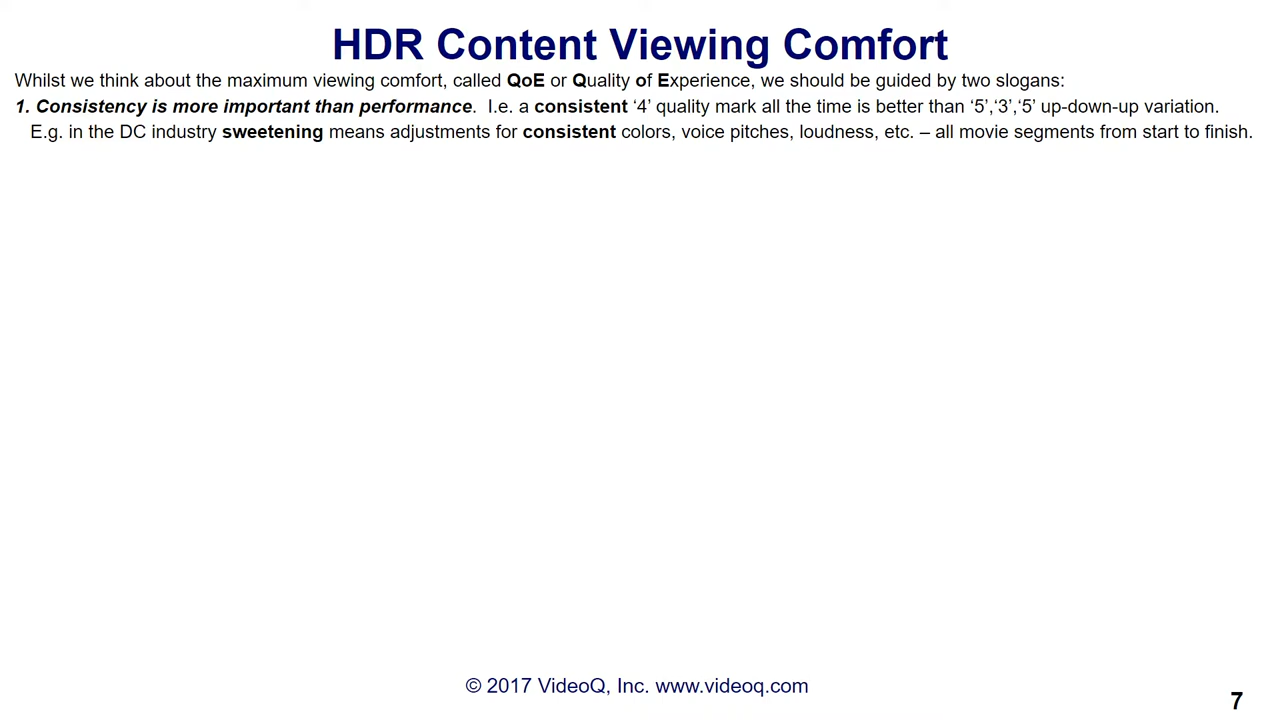 HDR Content Viewing Comfort
Whilst we think about the maximum viewing comfort, called QoE or Quality of Experience, we should be guided by two slogans:
1. Consistency is more important than performance.  I.e. a consistent ‘4’ quality mark all the time is better than ‘5’,‘3’,‘5’ up-down-up variation.
E.g. in the DC industry sweetening means adjustments for consistent colors, voice pitches, loudness, etc. – all movie segments from start to finish.
© 2017 VideoQ, Inc. www.videoq.com
7